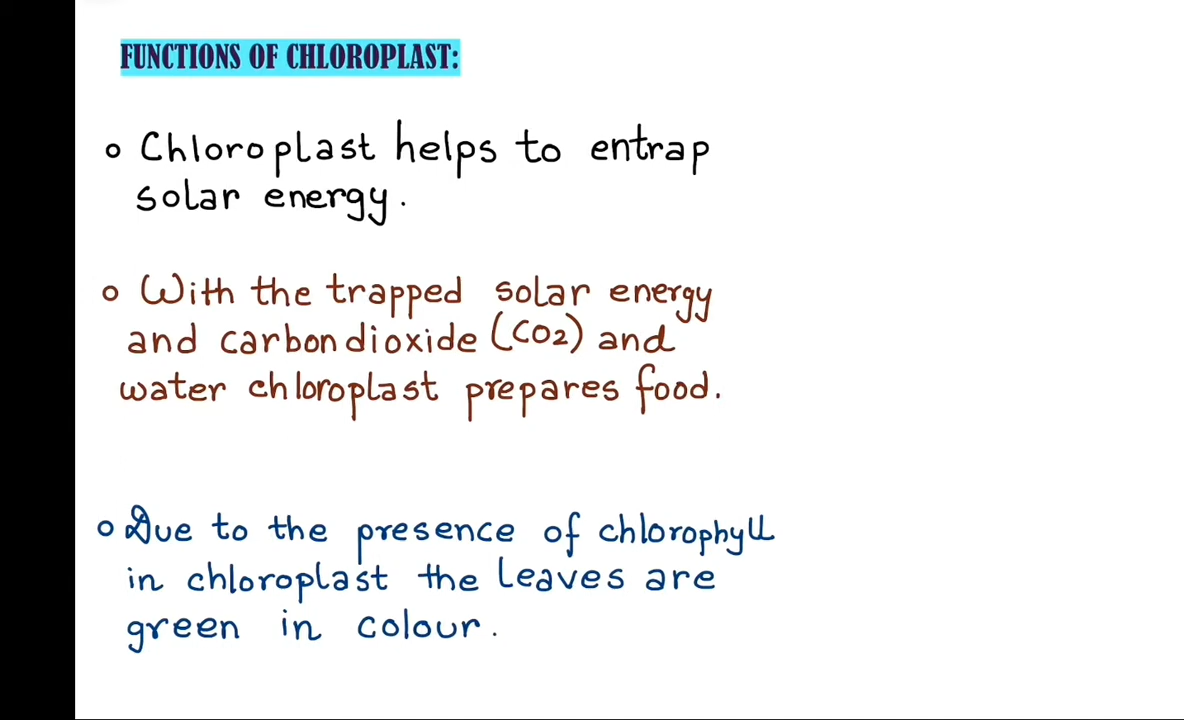 FUNCTIONS OF CHLOROPLAST:
o Chloroplast helps to entrap
solar energy.
o With the trapped solar energy
and carbondioxide (CO2) and
water chloroplast prepares food.
o Due to the presence of chlorophyll
in chloroplast the leaves are
green in colour.